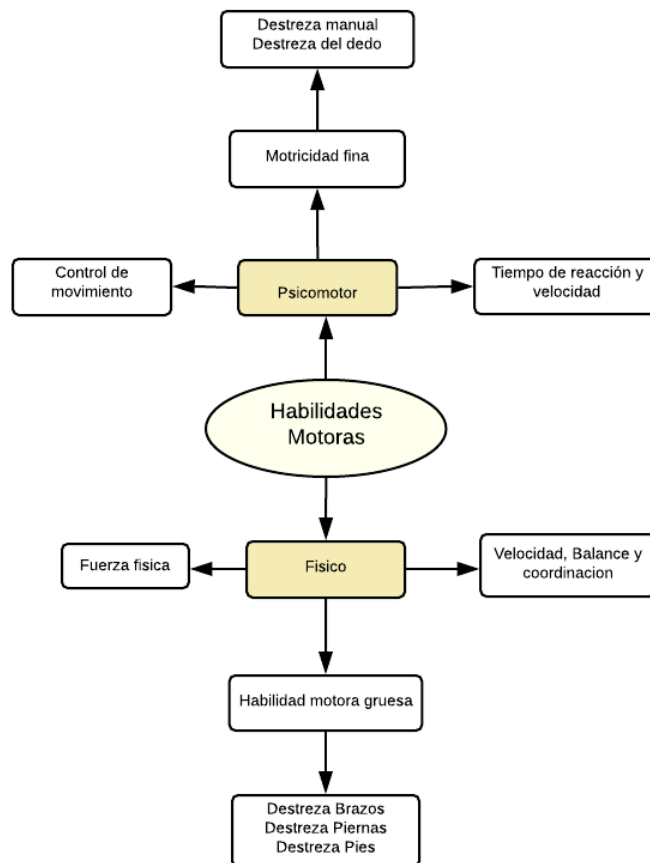 Destreza manual
Destreza del dedo
Motricidad fina
Control de
movimiento
Psicomotor
Tiempo de reacción y
velocidad
Habilidades
Motoras
Fuerza fisica
Fisico
Velocidad, Balance y
coordinacion
Habilidad motora gruesa
Destreza Brazos
Destreza Piernas
Destreza Pies